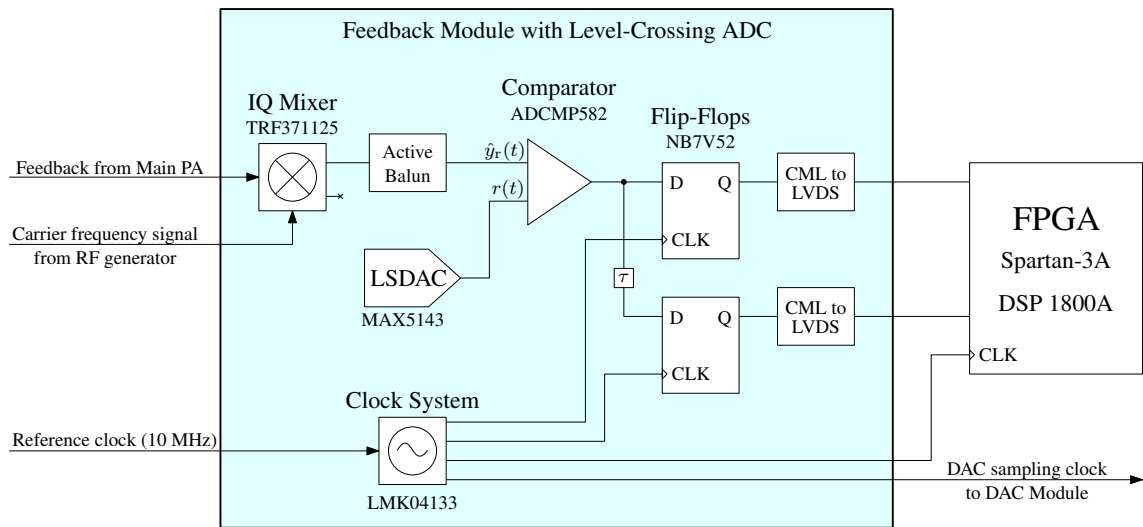 Feedback Module with Level-Crossing ADC
IQ Mixer
TRF371125
Comparator
ADCMP582
Flip-Flops
NB7V52
Feedback from Main PA
Active
Balun
ŷr(t)
r(t)
D
Q
CLK
CML to
LVDS
Carrier frequency signal
from RF generator
LSDAC
MAX5143
τ
D
Q
CLK
CML to
LVDS
FPGA
Spartan-3A
DSP 1800A
CLK
Clock System
LMK04133
Reference clock (10 MHz)
DAC sampling clock
to DAC Module